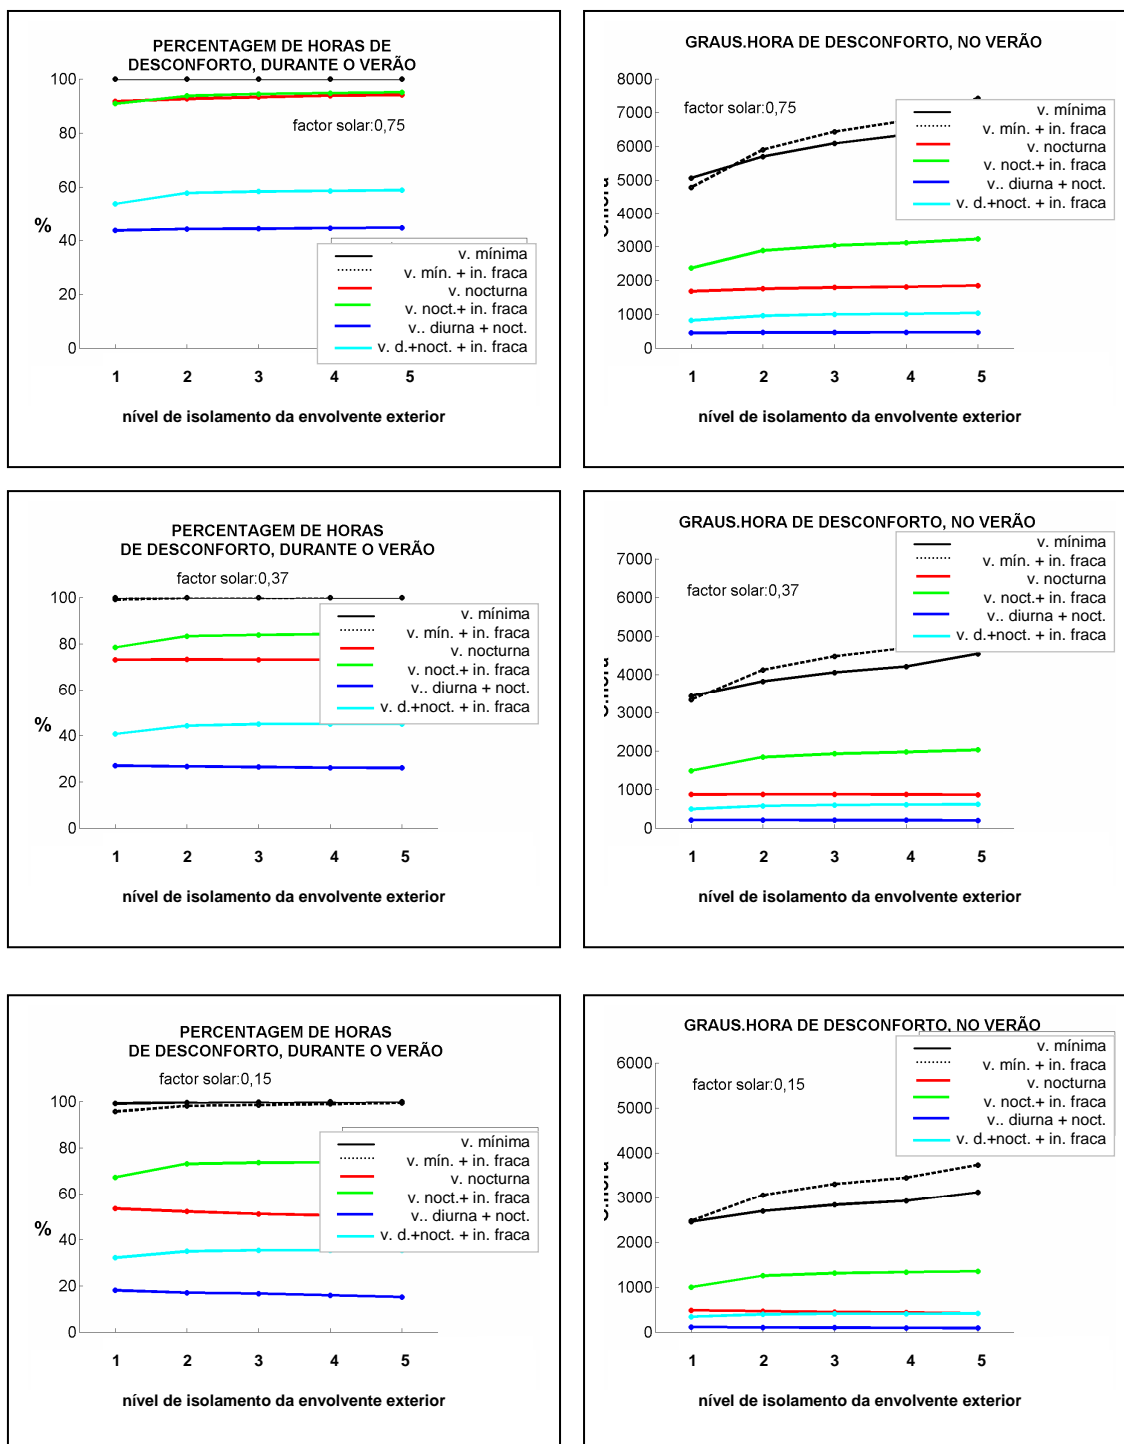 PERCENTAGEM DE HORAS DE
DESCONFORTO, DURANTE O VERÃO
100
80
60
40
20
0
%
factor solar:0,75
v. mínima
v. mín. + in. fraca
v. nocturna
v. noct.+ in. fraca
v.. diurna + noct.
v. d.+noct. + in. fraca
1 2 3 4 5
nível de isolamento da envolvente exterior
GRAUS.HORA DE DESCONFORTO, NO VERÃO
8000
7000
6000
5000
4000
3000
2000
1000
0
factor solar:0,75
v. mínima
v. mín. + in. fraca
v. nocturna
v. noct.+ in. fraca
v.. diurna + noct.
v. d.+noct. + in. fraca
1 2 3 4 5
nível de isolamento da envolvente exterior
PERCENTAGEM DE HORAS
DE DESCONFORTO, DURANTE O VERÃO
factor solar:0,37
100
80
60
40
20
0
%
v. mínima
v. mín. + in. fraca
v. nocturna
v. noct.+ in. fraca
v.. diurna + noct.
v. d.+noct. + in. fraca
1 2 3 4 5
nível de isolamento da envolvente exterior
GRAUS.HORA DE DESCONFORTO, NO VERÃO
7000
6000
5000
4000
3000
2000
1000
0
factor solar:0,37
v. mínima
v. mín. + in. fraca
v. nocturna
v. noct.+ in. fraca
v.. diurna + noct.
v. d.+noct. + in. fraca
1 2 3 4 5
nível de isolamento da envolvente exterior
PERCENTAGEM DE HORAS
DE DESCONFORTO, DURANTE O VERÃO
factor solar:0,15
100
80
60
40
20
0
%
v. mínima
v. mín. + in. fraca
v. nocturna
v. noct.+ in. fraca
v.. diurna + noct.
v. d.+noct. + in. fraca
1 2 3 4 5
nível de isolamento da envolvente exterior
GRAUS.HORA DE DESCONFORTO, NO VERÃO
6000
5000
4000
3000
2000
1000
0
factor solar:0,15
v. mínima
v. mín. + in. fraca
v. nocturna
v. noct.+ in. fraca
v.. diurna + noct.
v. d.+noct. + in. fraca
1 2 3 4 5
nível de isolamento da envolvente exterior